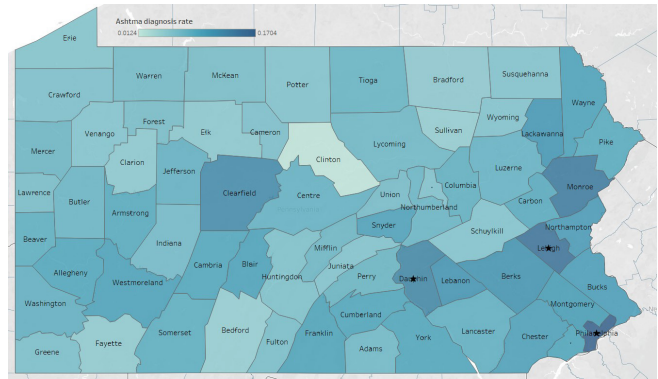 Ashtma diagnosis rate
0.0124 0.1704
Erie
Crawford
Warren
McKean
Potter
Tioga
Bradford
Susquehanna
Wayne
Wyoming
Lackawanna
Pike
Mercer
Venango
Forest
Elk
Cameron
Clinton
Lycoming
Sullivan
Clarion
Jefferson
Clearfield
Centre
Union
Columbia
Luzerne
Monroe
Carbon
Lawrence
Butler
Armstrong
Northumberland
Snyder
Schuylkill
Northampton
Lehigh
Beaver
Indiana
Mifflin
Juniata
Allegheny
Westmoreland
Cambria
Blair
Huntingdon
Perry
Dauphin
Lebanon
Berks
Bucks
Washington
Montgomery
Cumberland
Somerset
Bedford
Fulton
Franklin
Adams
York
Lancaster
Chester
Philadelphia
Greene
Fayette